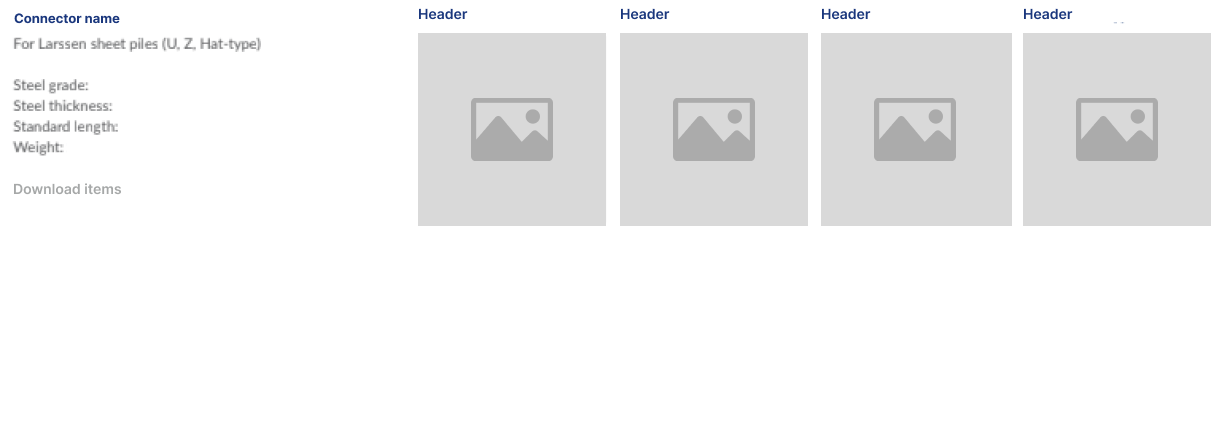 Connector name
For Larssen sheet piles (U, Z, Hat-type)
Steel grade:
Steel thickness:
Standard length:
Weight:
Download items
Header
Header
Header
Header